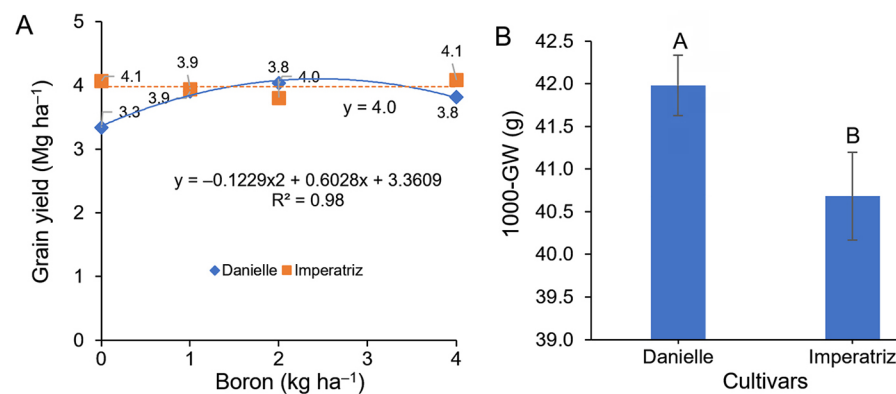 A
Grain yield (Mg ha–1)
5
4
3
2
1
0
4.1
3.3
3.9
3.9
3.8
4.0
4.1
3.8
y = 4.0
y = –0.1229x2 + 0.6028x + 3.3609
R² = 0.98
Danielle Imperatriz
0 1 2 3 4
Boron (kg ha–1)
B
1000-GW (g)
42.5
42.0
41.5
41.0
40.5
40.0
39.5
39.0
A
B
Danielle Imperatriz
Cultivars